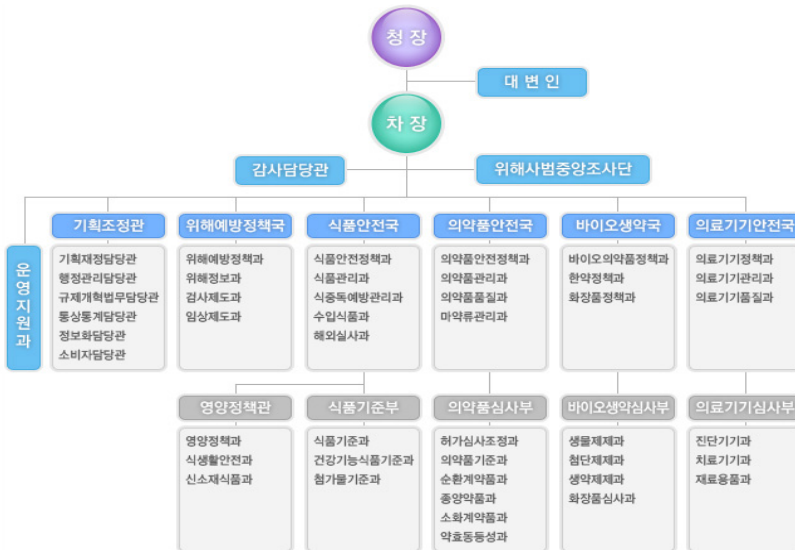 청 장
대 변 인
차 장
감사담당관
위해사범중앙조사단
운영지원과
기획조정관
기획재정담당관
행정관리담당관
규제개혁법무담당관
통상통계담당관
정보화담당관
소비자담당관
위해예방정책국
위해예방정책과
위해정보과
검사제도과
임상제도과
식품안전국
식품안전정책과
식품관리과
식중독예방관리과
수입식품과
해외실사과
의약품안전국
의약품안전정책과
의약품관리과
의약품품질과
마약류관리과
바이오생약국
바이오의약품정책과
한약정책과
화장품정책과
의료기기안전국
의료기기정책과
의료기기관리과
의료기기품질과
영양정책관
영양정책과
식생활안전과
신소재식품과
식품기준부
식품기준과
건강기능식품기준과
첨가물기준과
의약품심사부
허가심사조정과
의약품기준과
순환계약품과
종양약품과
소화계약품과
약효동등성과
바이오생약심사부
생물제제과
첨단제제과
생약제제과
화장품심사과
의료기기심사부
진단기기과
치료기기과
재료용품과